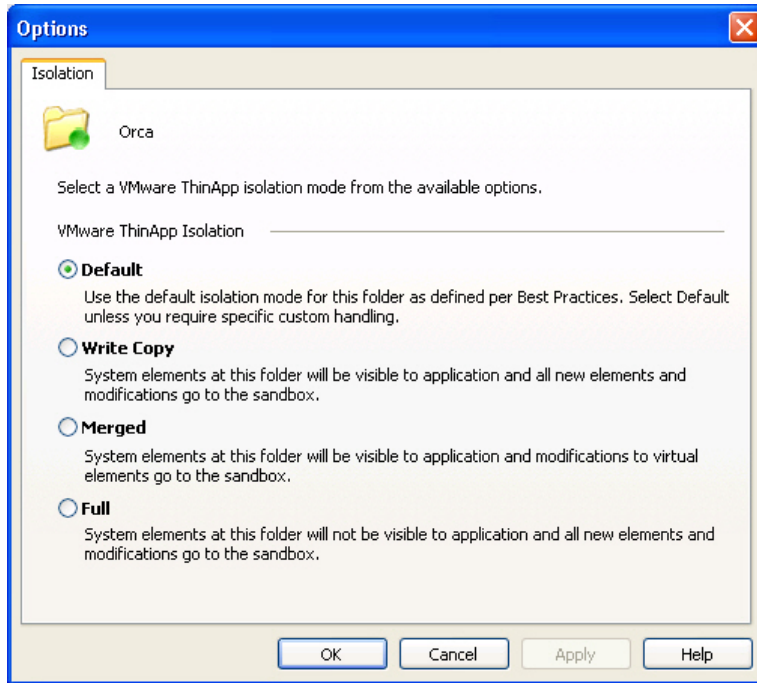 Options
Isolation
Orca
Select a VMware ThinApp isolation mode from the available options.
VMware ThinApp Isolation
Default
Use the default isolation mode for this folder as defined per Best Practices. Select Default
unless you require specific custom handling.
Write Copy
System elements at this folder will be visible to application and all new elements and
modifications go to the sandbox.
Merged
System elements at this folder will be visible to application and modifications to virtual
elements go to the sandbox.
Full
System elements at this folder will not be visible to application and all new elements and
modifications go to the sandbox.
OK Cancel Apply Help